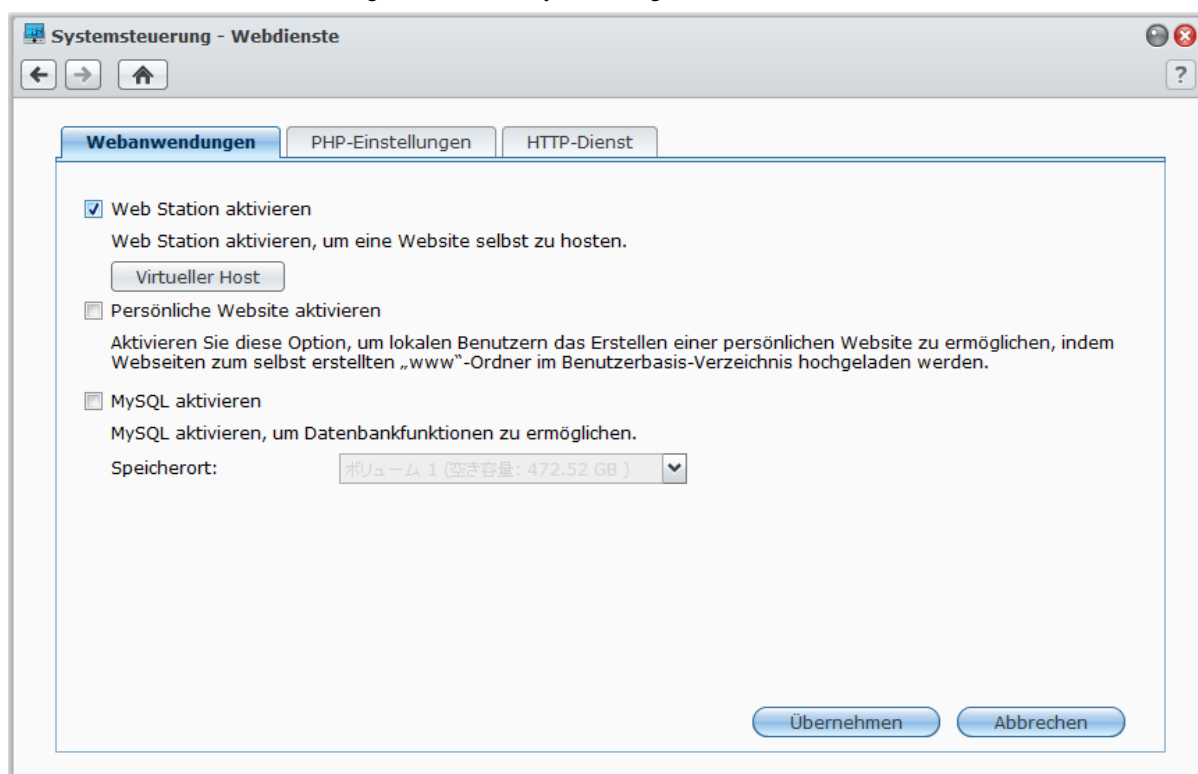 Systemsteuerung - Webdienste
?
Webanwendungen
PHP-Einstellungen
HTTP-Dienst
Web Station aktivieren
Web Station aktivieren, um eine Website selbst zu hosten.
Virtueller Host
Persönliche Website aktivieren
Aktivieren Sie diese Option, um lokalen Benutzern das Erstellen einer persönlichen Website zu ermöglichen, indem
Webseiten zum selbst erstellten „www"-Ordner im Benutzerbasis-Verzeichnis hochgeladen werden.
MySQL aktivieren
MySQL aktivieren, um Datenbankfunktionen zu ermöglichen.
Speicherort:
ボリューム 1 (空き容量: 472.52 GB )
Übernehmen
Abbrechen